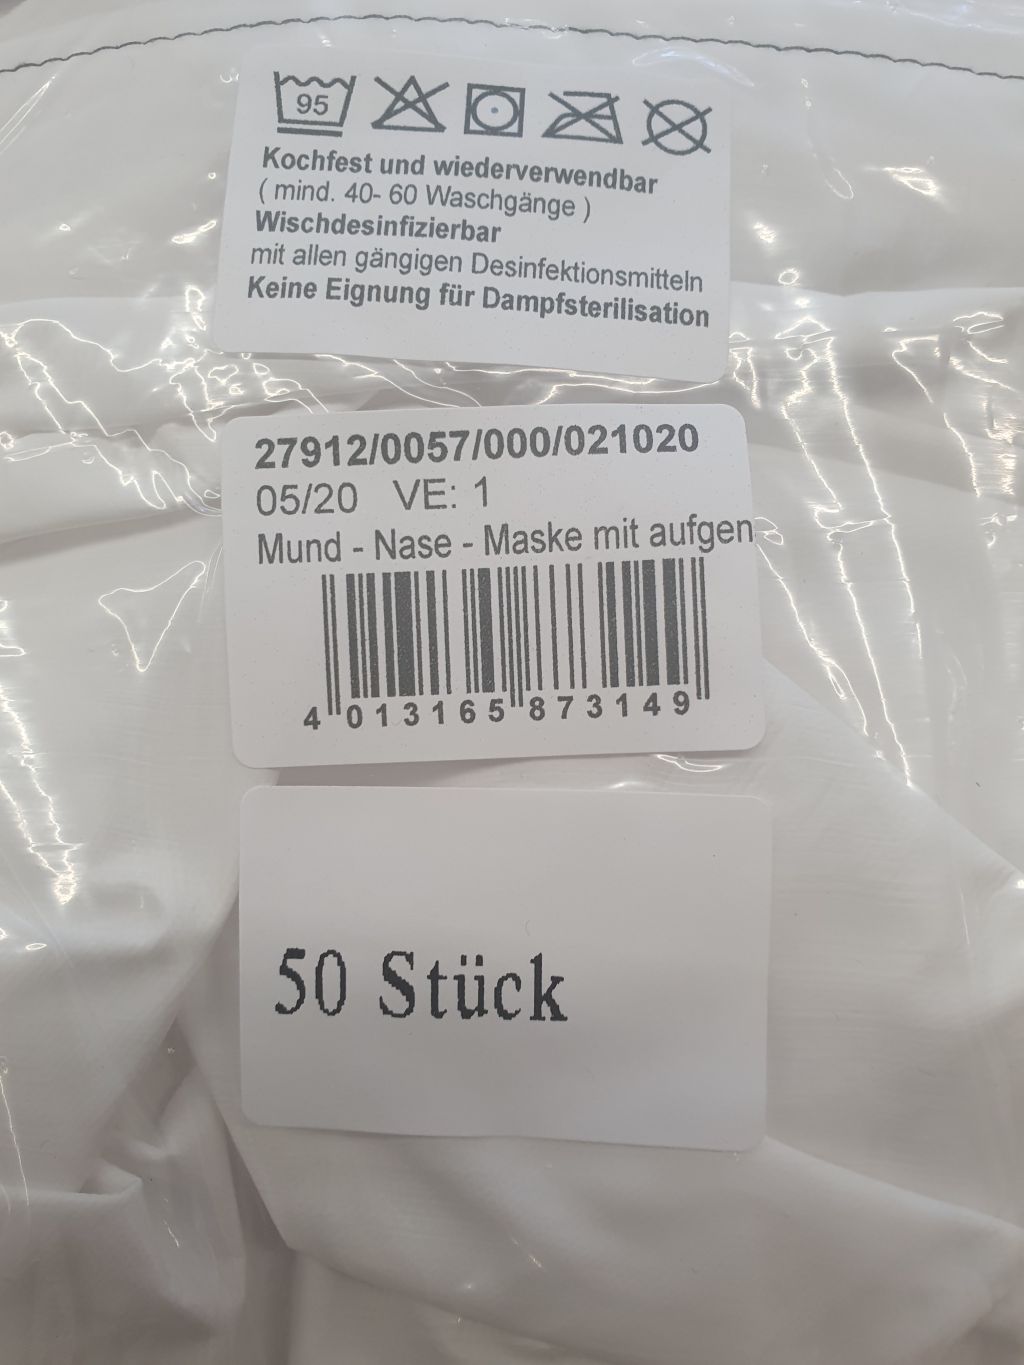 95
Kochfest und wiederverwendbar
( mind. 40- 60 Waschgänge )
Wischdesinfizierbar
mit allen gängigen Desinfektionsmitteln
Keine Eignung für Dampfsterilisation
27912/0057/000/021020
05/20 VE: 1
Mund - Nase - Maske mit aufgen
4 013165 873149
50 Stück